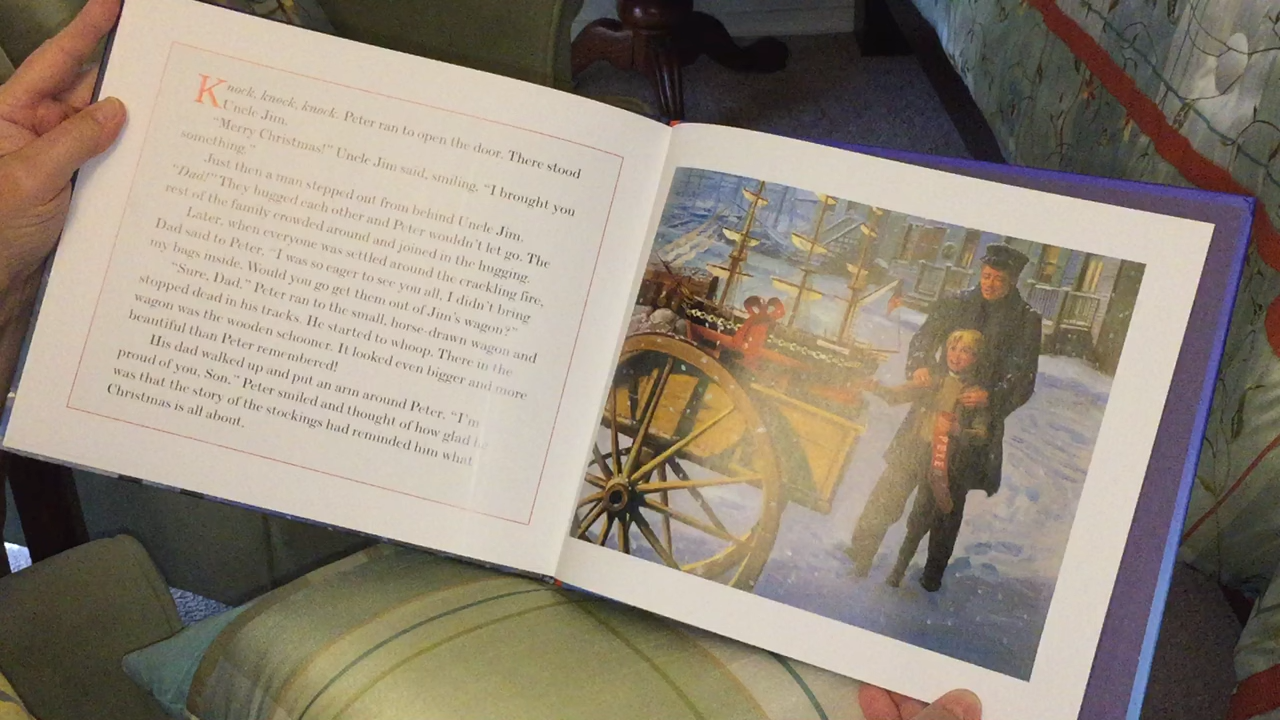 Knock, knock, knock. Peter ran to open the door. There stood
Uncle Jim.
"Merry Christmas!" Uncle Jim said, smiling. "I brought you
something."
Just then a man stepped out from behind Uncle Jim.
"Dad!" They hugged each other and Peter wouldn't let go. The
rest of the family crowded around and joined in the hugging.
Later, when everyone was settled around the crackling fire,
Dad said to Peter. "I was so eager to see you all, I didn't bring
my bags inside. Would you go get them out of Jim's wagon?"
"Sure, Dad." Peter ran to the small, horse-drawn wagon and
stopped dead in his tracks. He started to whoop. There in the
wagon was the wooden schooner. It looked even bigger and more
beautiful than Peter remembered!
His dad walked up and put an arm around Peter. "I'm
proud of you, Son." Peter smiled and thought of how glad he
was that the story of the stockings had reminded him what
Christmas is all about.
PETE